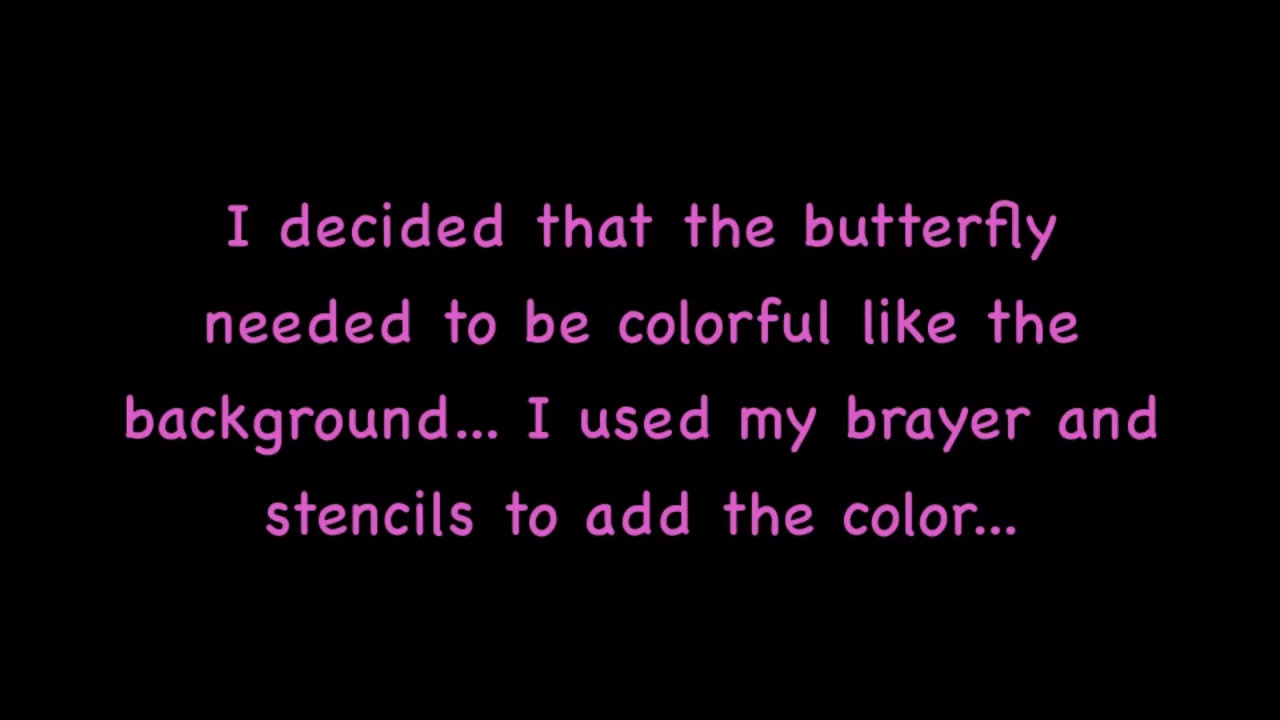 I decided that the butterfly
needed to be colorful like the
background... I used my brayer and
stencils to add the color...